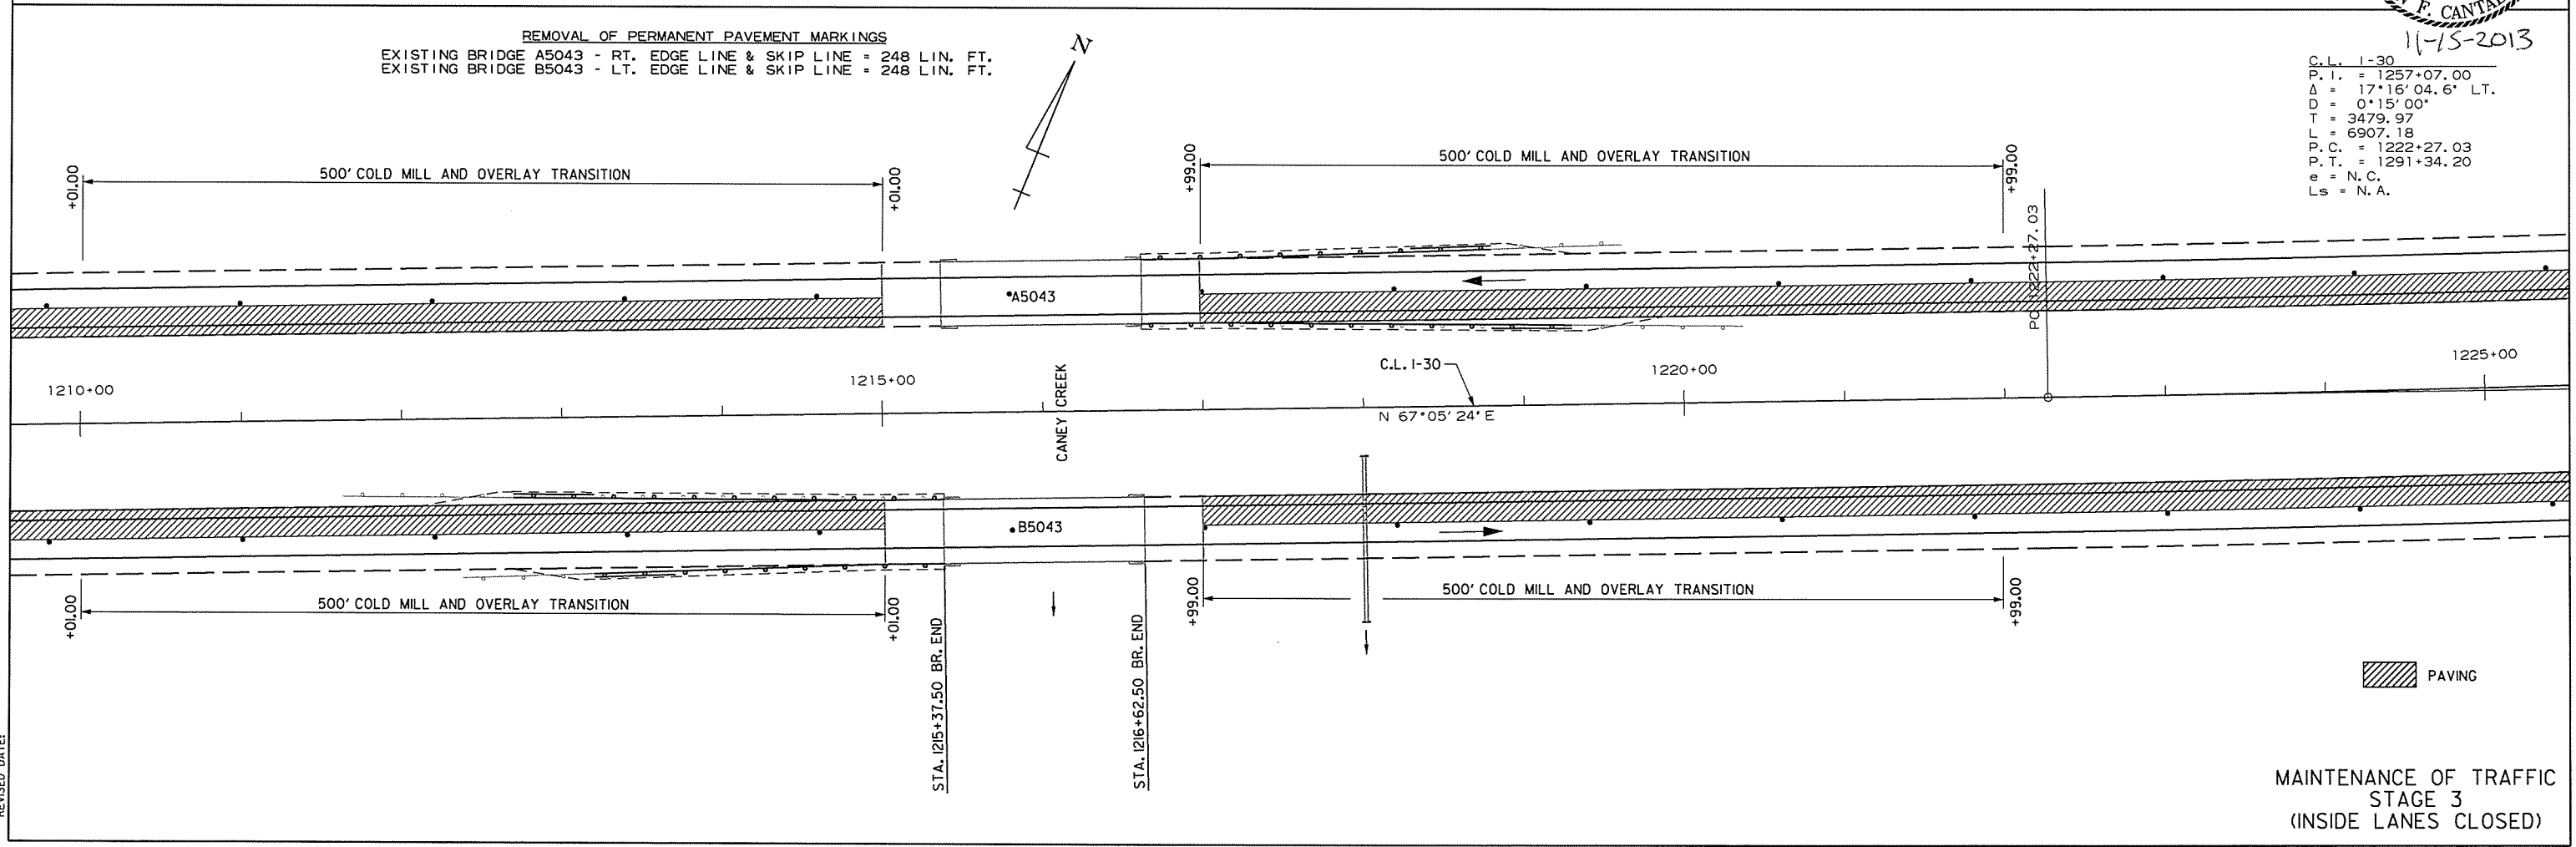 F. CANTAL
11-15-2013
REMOVAL OF PERMANENT PAVEMENT MARKINGS
EXISTING BRIDGE A5043 - RT. EDGE LINE & SKIP LINE = 248 LIN. FT.
EXISTING BRIDGE B5043 - LT. EDGE LINE & SKIP LINE = 248 LIN. FT.
N
C.L. I-30
P.I. = 1257+07.00
Δ = 17°16'04.6" LT.
D = 0°15'00"
T = 3479.97
L = 6907.18
P.C. = 1222+27.03
P.T. = 1291+34.20
e = N.C.
Ls = N.A.
+01.00
500' COLD MILL AND OVERLAY TRANSITION
+01.00
+99.00
500' COLD MILL AND OVERLAY TRANSITION
+99.00
PC 1222+27.03
A5043
1210+00
1215+00
CANEY CREEK
C.L. I-30
1220+00
1225+00
N 67°05'24" E
B5043
+01.00
500' COLD MILL AND OVERLAY TRANSITION
+01.00
STA. 1215+37.50 BR. END
STA. 1216+62.50 BR. END
+99.00
500' COLD MILL AND OVERLAY TRANSITION
+99.00
PAVING
REVISED DATE:
MAINTENANCE OF TRAFFIC
STAGE 3
(INSIDE LANES CLOSED)